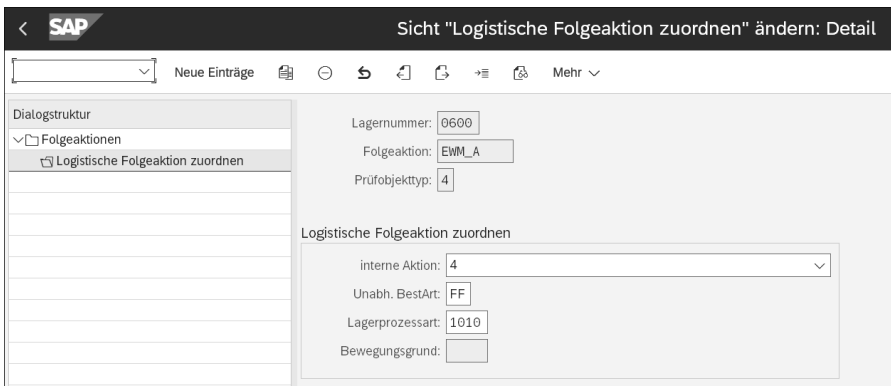 SAP Sicht "Logistische Folgeaktion zuordnen" ändern: Detail
Neue Einträge Mehr
Dialogstruktur
Folgeaktionen
Logistische Folgeaktion zuordnen
Lagernummer: 0600
Folgeaktion: EWM_A
Prüfobjekttyp: 4
Logistische Folgeaktion zuordnen
interne Aktion: 4
Unabh. BestArt: FF
Lagerprozessart: 1010
Bewegungsgrund: